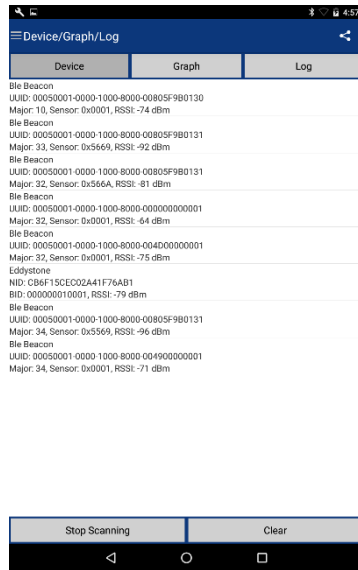 4:57
Device/Graph/Log
Device Graph Log
Ble Beacon
UUID: 00050001-0000-1000-8000-00805F9B0130
Major: 10, Sensor: 0x0001, RSSI: -74 dBm
Ble Beacon
UUID: 00050001-0000-1000-8000-00805F9B0131
Major: 33, Sensor: 0x5669, RSSI: -92 dBm
Ble Beacon
UUID: 00050001-0000-1000-8000-00805F9B0131
Major: 32, Sensor: 0x566A, RSSI: -81 dBm
Ble Beacon
UUID: 00050001-0000-1000-8000-000000000001
Major: 32, Sensor: 0x0001, RSSI: -64 dBm
Ble Beacon
UUID: 00050001-0000-1000-8000-004D00000001
Major: 32, Sensor: 0x0001, RSSI: -75 dBm
Eddystone
NID: CB6F15CEC02A41F76AB1
BID: 000000010001, RSSI: -79 dBm
Ble Beacon
UUID: 00050001-0000-1000-8000-00805F9B0131
Major: 34, Sensor: 0x5569, RSSI: -96 dBm
Ble Beacon
UUID: 00050001-0000-1000-8000-004900000001
Major: 34, Sensor: 0x0001, RSSI: -71 dBm
Stop Scanning Clear